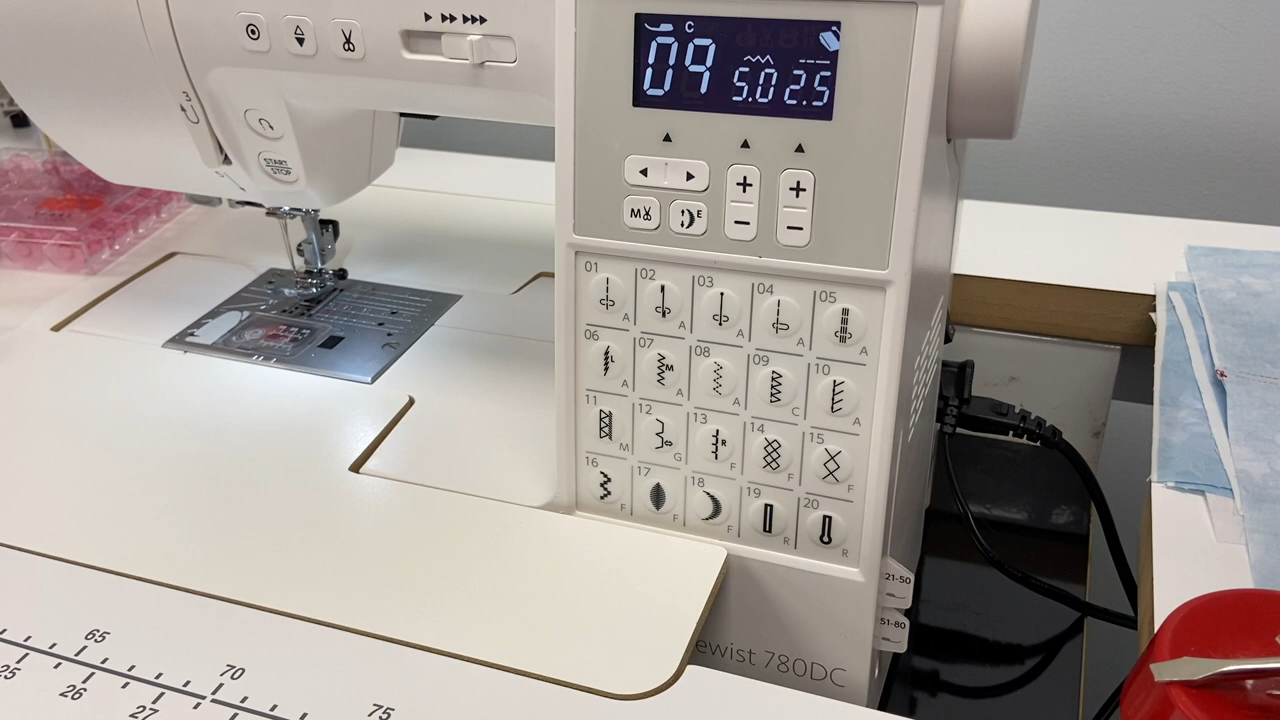 C
09 5.0 2.5
3
5
START
STOP
M E
01 02 03 04 05
A A A A A
06 07 08 09 10
L M
A A A C A
11 12 13 14 15
R
M G F F F
16 17 18 19 20
F F F R R
21-50
51-80
ewist 780DC
65 70 75
25 26 27